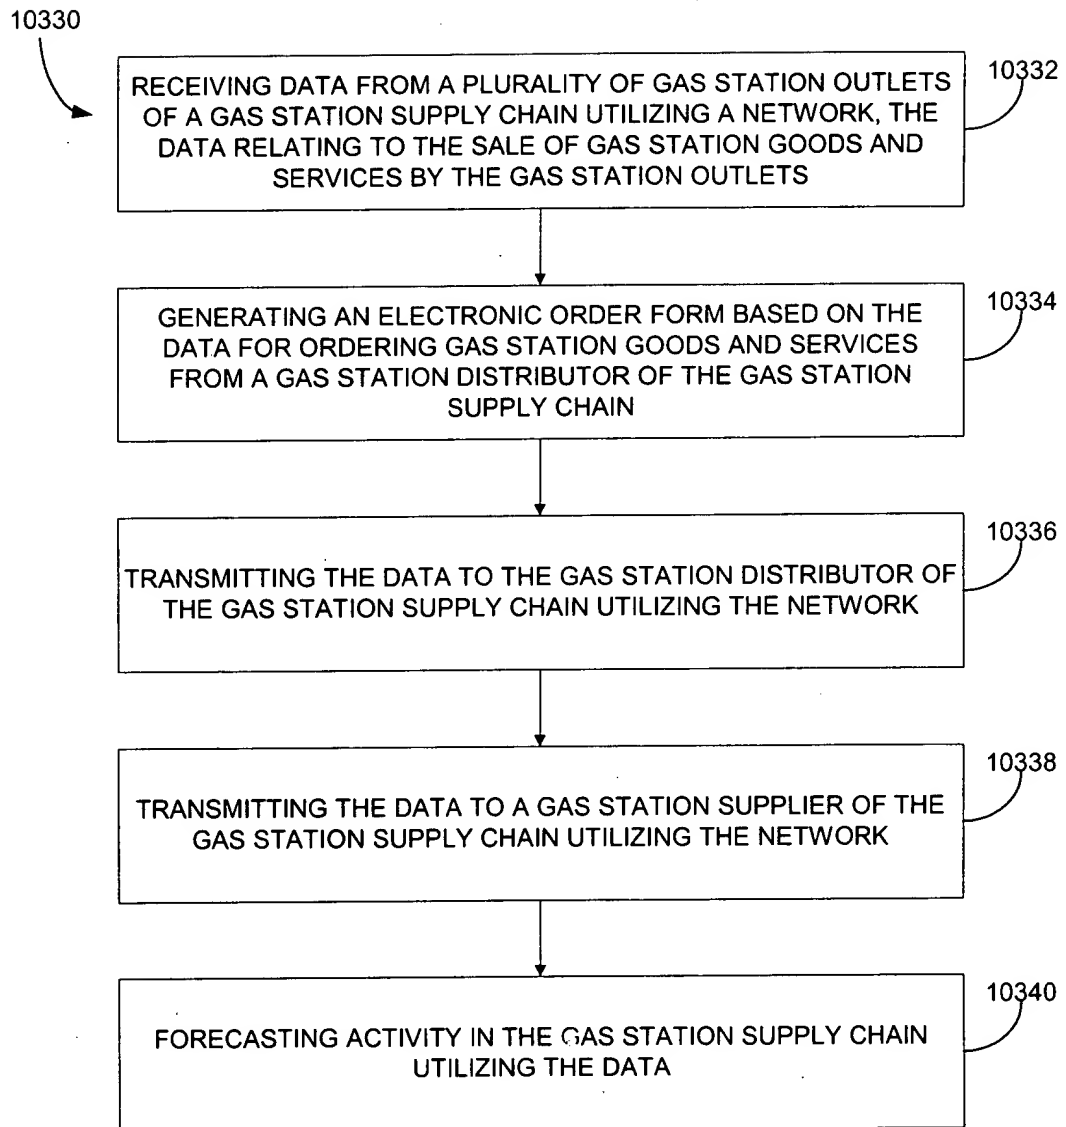 10330
10332
RECEIVING DATA FROM A PLURALITY OF GAS STATION OUTLETS
OF A GAS STATION SUPPLY CHAIN UTILIZING A NETWORK, THE
DATA RELATING TO THE SALE OF GAS STATION GOODS AND
SERVICES BY THE GAS STATION OUTLETS
10334
GENERATING AN ELECTRONIC ORDER FORM BASED ON THE
DATA FOR ORDERING GAS STATION GOODS AND SERVICES
FROM A GAS STATION DISTRIBUTOR OF THE GAS STATION
SUPPLY CHAIN
10336
TRANSMITTING THE DATA TO THE GAS STATION DISTRIBUTOR OF
THE GAS STATION SUPPLY CHAIN UTILIZING THE NETWORK
10338
TRANSMITTING THE DATA TO A GAS STATION SUPPLIER OF THE
GAS STATION SUPPLY CHAIN UTILIZING THE NETWORK
10340
FORECASTING ACTIVITY IN THE GAS STATION SUPPLY CHAIN
UTILIZING THE DATA